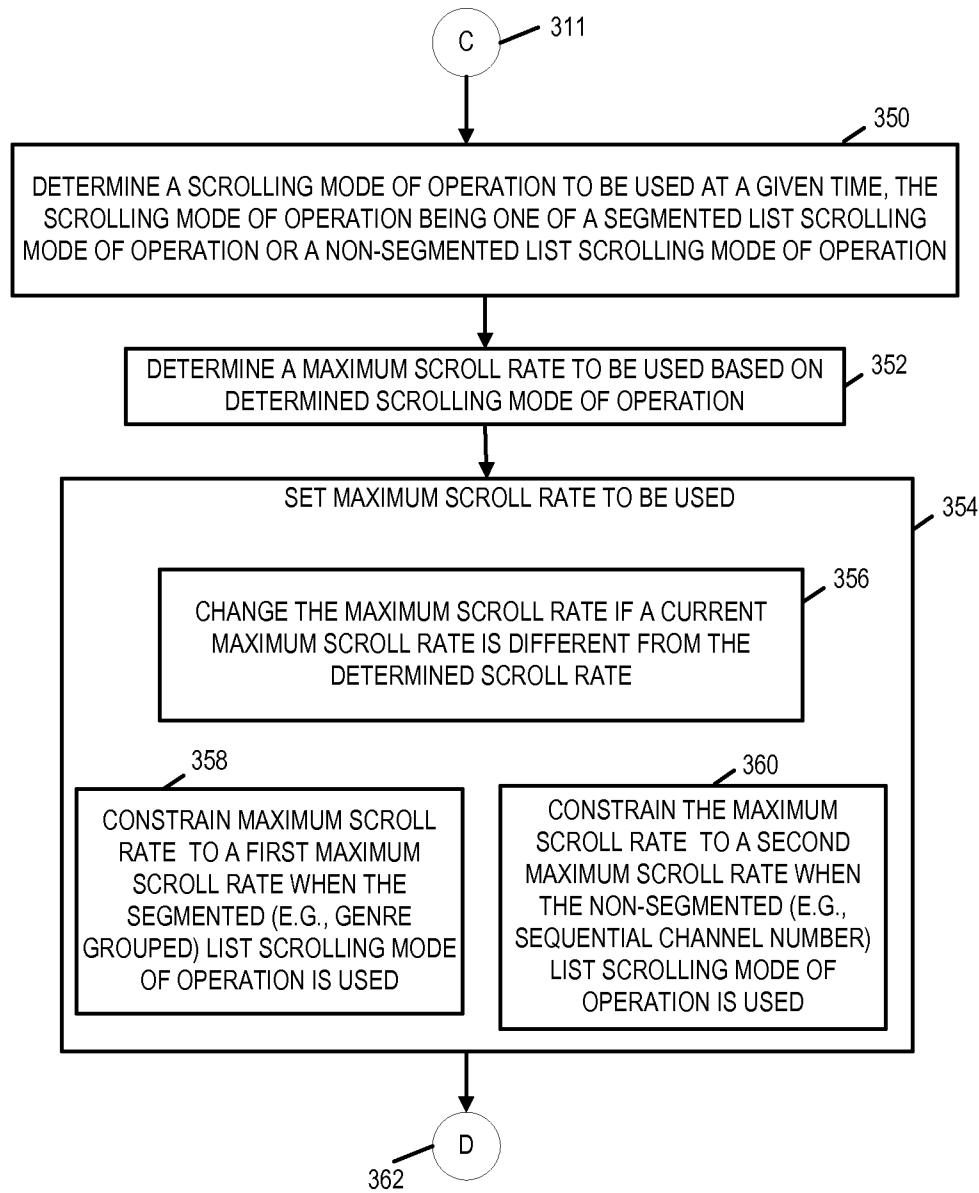 C
311
350
DETERMINE A SCROLLING MODE OF OPERATION TO BE USED AT A GIVEN TIME, THE
SCROLLING MODE OF OPERATION BEING ONE OF A SEGMENTED LIST SCROLLING
MODE OF OPERATION OR A NON-SEGMENTED LIST SCROLLING MODE OF OPERATION
DETERMINE A MAXIMUM SCROLL RATE TO BE USED BASED ON
DETERMINED SCROLLING MODE OF OPERATION
352
SET MAXIMUM SCROLL RATE TO BE USED
354
356
CHANGE THE MAXIMUM SCROLL RATE IF A CURRENT
MAXIMUM SCROLL RATE IS DIFFERENT FROM THE
DETERMINED SCROLL RATE
358
CONSTRAIN MAXIMUM SCROLL
RATE TO A FIRST MAXIMUM
SCROLL RATE WHEN THE
SEGMENTED (E.G., GENRE
GROUPED) LIST SCROLLING MODE
OF OPERATION IS USED
360
CONSTRAIN THE MAXIMUM
SCROLL RATE TO A SECOND
MAXIMUM SCROLL RATE WHEN
THE NON-SEGMENTED (E.G.,
SEQUENTIAL CHANNEL NUMBER)
LIST SCROLLING MODE OF
OPERATION IS USED
D
362